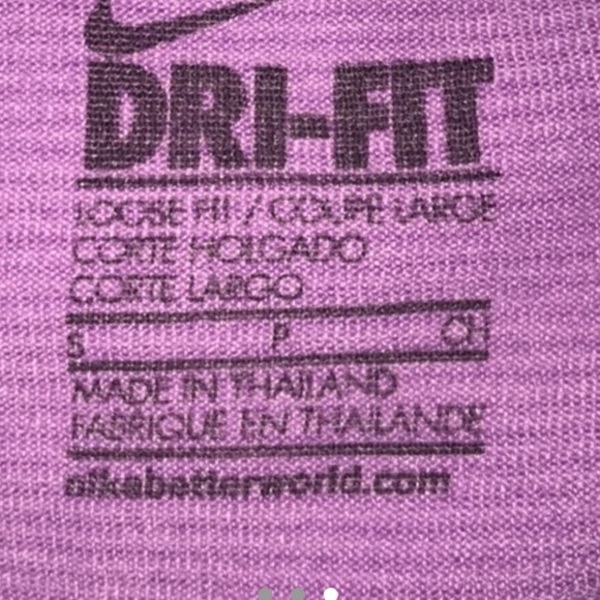 DRI-FIT
LOOSE FIT / COUPE LARGE
CORTE HOLGADO
CORTE LARGO
S P CH
MADE IN THAILAND
FABRIQUE EN THAILANDE
nikebetterworld.com